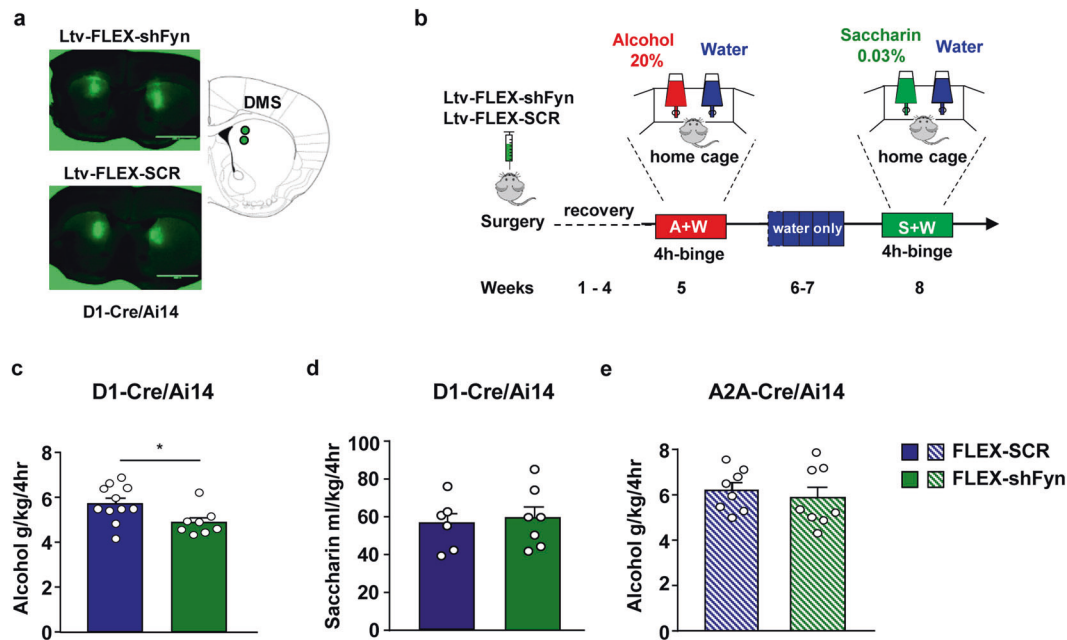 a
Ltv-FLEX-shFyn
Ltv-FLEX-SCR
D1-Cre/Ai14
DMS
b
Ltv-FLEX-shFyn
Ltv-FLEX-SCR
Surgery
recovery
Alcohol
20%
Water
home cage
A+W
4h-binge
water only
Saccharin
0.03%
Water
home cage
S+W
4h-binge
Weeks 1 - 4 5 6-7 8
c
D1-Cre/Ai14
Alcohol g/kg/4hr
8
6
4
2
0
*
d
D1-Cre/Ai14
Saccharin ml/kg/4hr
100
80
60
40
20
0
e
A2A-Cre/Ai14
Alcohol g/kg/4hr
8
6
4
2
0
FLEX-SCR
FLEX-shFyn